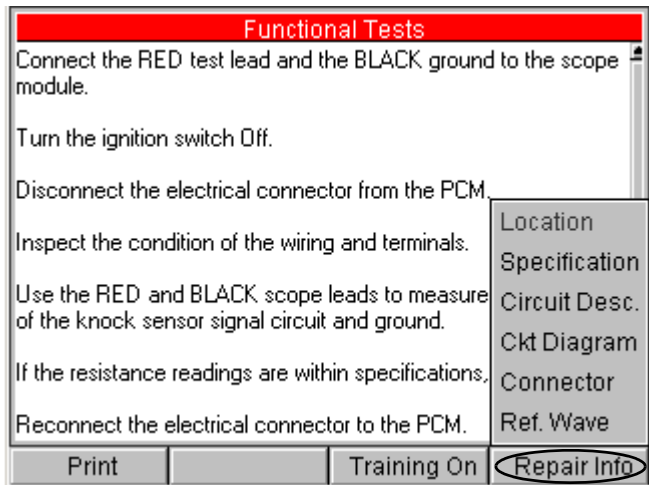 Functional Tests
Connect the RED test lead and the BLACK ground to the scope
module.
Turn the ignition switch Off.
Disconnect the electrical connector from the PCM.
Inspect the condition of the wiring and terminals.
Use the RED and BLACK scope leads to measure
of the knock sensor signal circuit and ground.
If the resistance readings are within specifications,
Reconnect the electrical connector to the PCM.
Location
Specification
Circuit Desc.
Ckt Diagram
Connector
Ref. Wave
Print
Training On
Repair Info